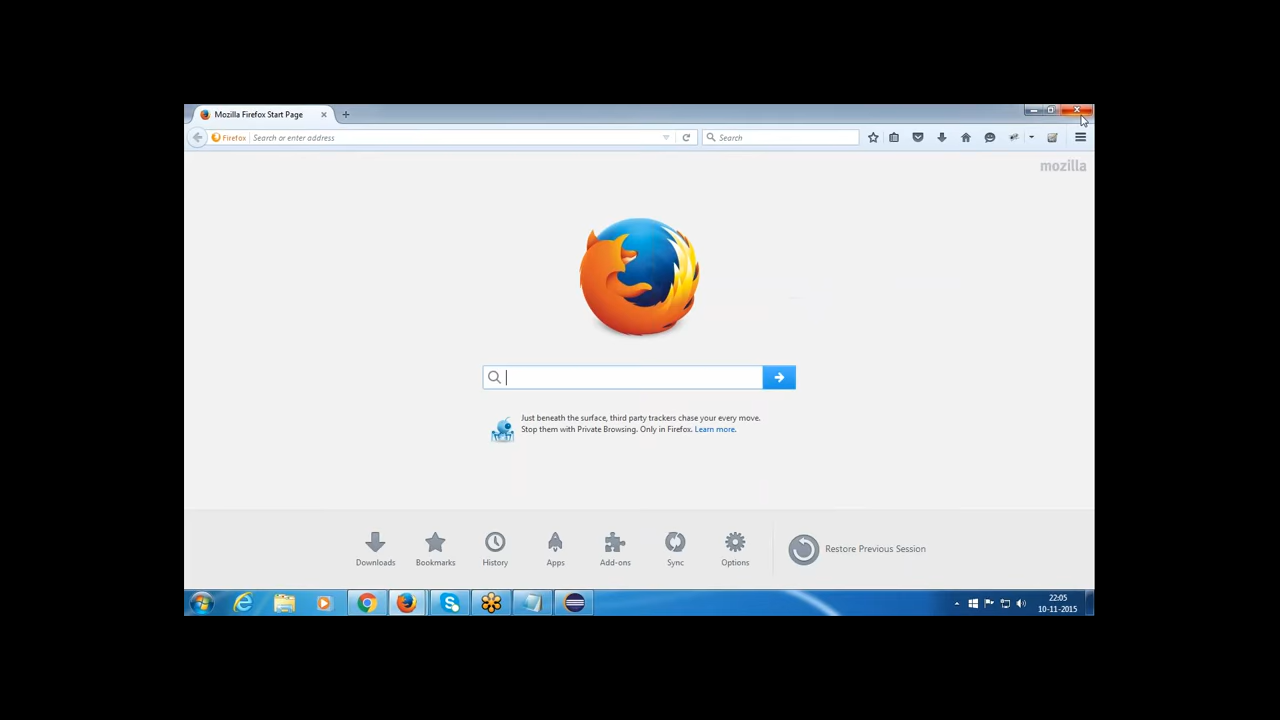 Mozilla Firefox Start Page
Firefox Search or enter address
Search
mozilla
Just beneath the surface, third party trackers chase your every move.
Stop them with Private Browsing. Only in Firefox. Learn more.
Downloads
Bookmarks
History
Apps
Add-ons
Sync
Options
Restore Previous Session
22:05
10-11-2015